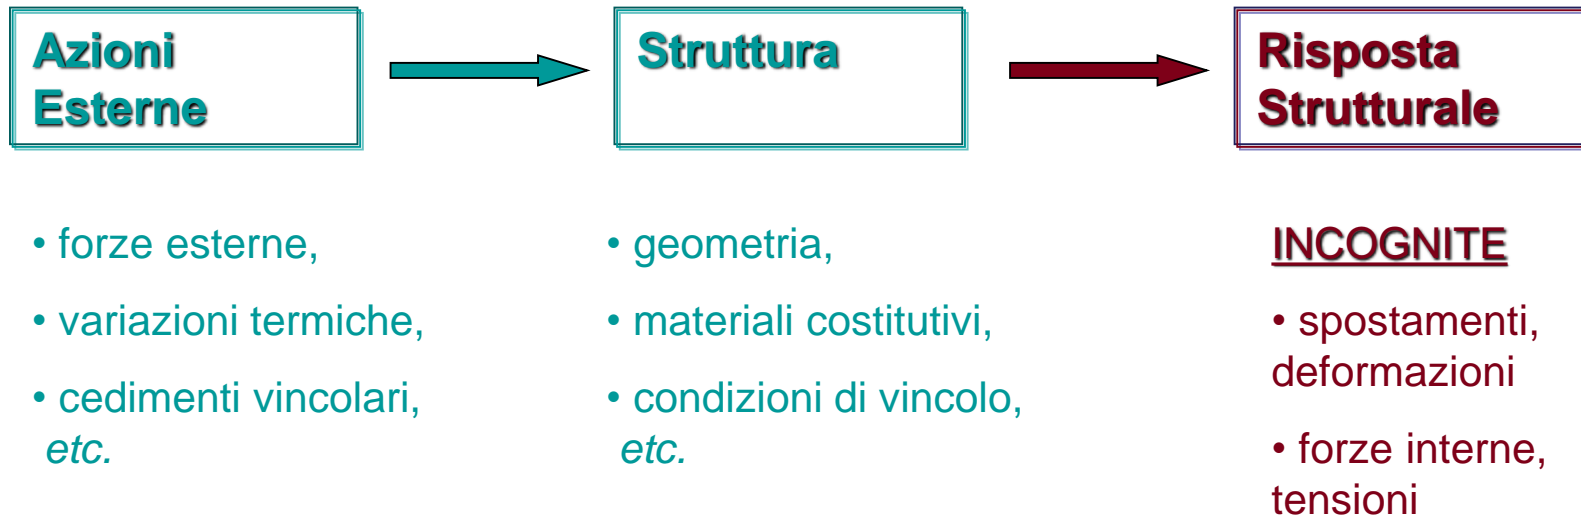 Azioni
Esterne
Struttura
Risposta
Strutturale
• forze esterne,
• variazioni termiche,
• cedimenti vincolari,
etc.
• geometria,
• materiali costitutivi,
• condizioni di vincolo,
etc.
INCOGNITE
• spostamenti,
deformazioni
• forze interne,
tensioni